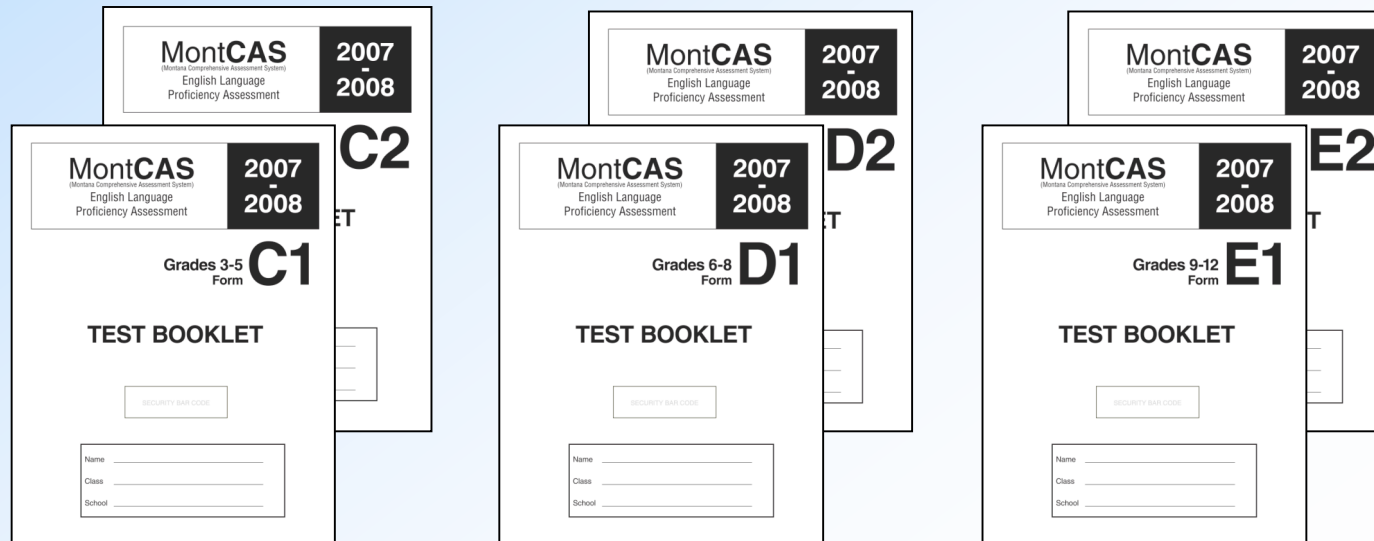 MontCAS
(Montana Comprehensive Assessment System)
English Language
Proficiency Assessment
2007
-
2008
C2
ET
MontCAS
(Montana Comprehensive Assessment System)
English Language
Proficiency Assessment
2007
-
2008
Grades 3-5
Form
C1
TEST BOOKLET
SECURITY BAR CODE
Name
Class
School
MontCAS
(Montana Comprehensive Assessment System)
English Language
Proficiency Assessment
2007
-
2008
D2
ET
MontCAS
(Montana Comprehensive Assessment System)
English Language
Proficiency Assessment
2007
-
2008
Grades 6-8
Form
D1
TEST BOOKLET
SECURITY BAR CODE
Name
Class
School
MontCAS
(Montana Comprehensive Assessment System)
English Language
Proficiency Assessment
2007
-
2008
E2
T
MontCAS
(Montana Comprehensive Assessment System)
English Language
Proficiency Assessment
2007
-
2008
Grades 9-12
Form
E1
TEST BOOKLET
SECURITY BAR CODE
Name
Class
School